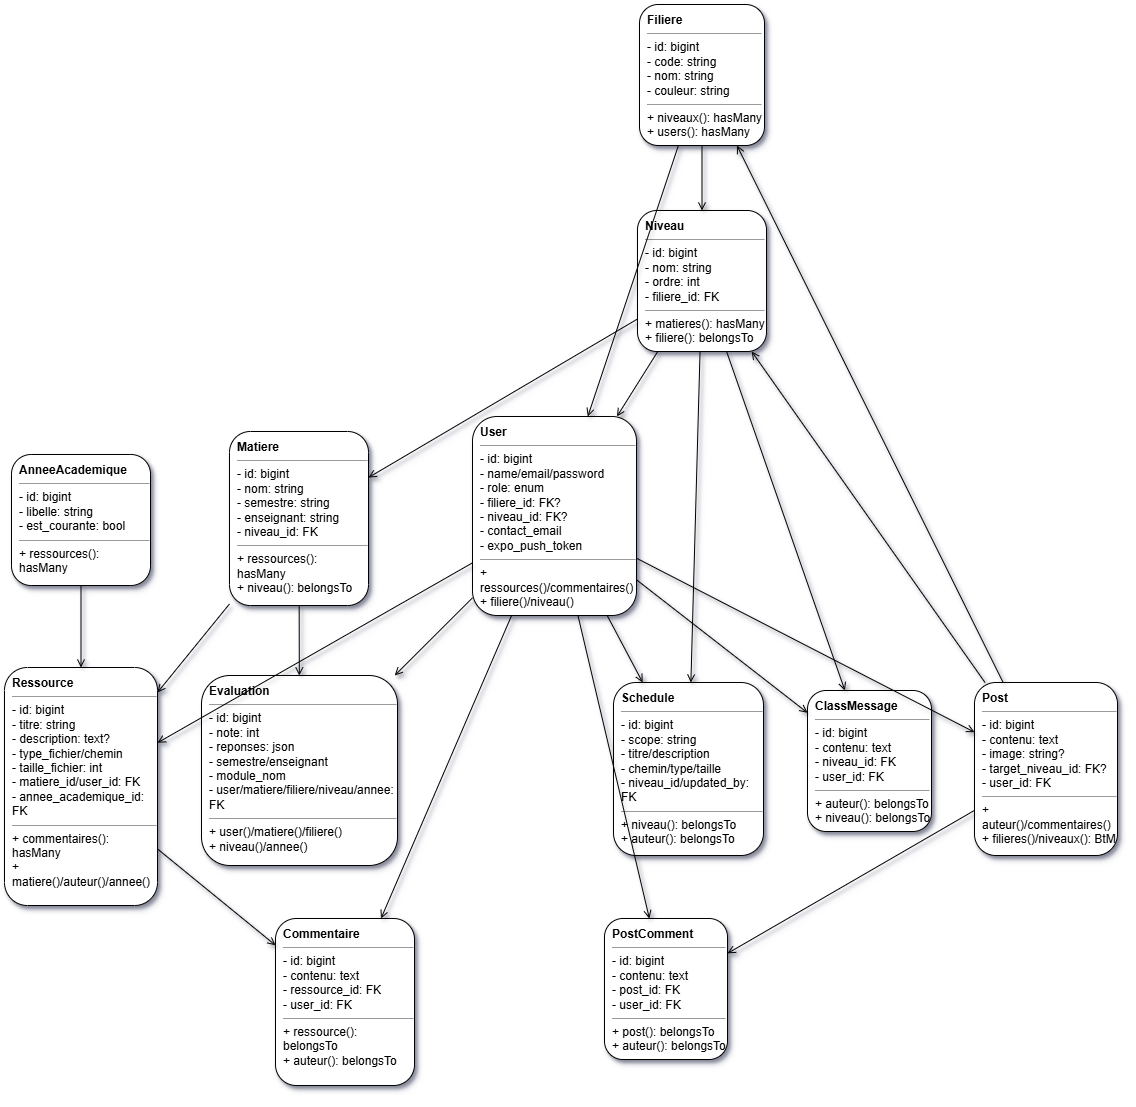 Filiere
- id: bigint
- code: string
- nom: string
- couleur: string
+ niveaux(): hasMany
+ users(): hasMany
Niveau
- id: bigint
- nom: string
- ordre: int
- filiere_id: FK
+ matieres(): hasMany
+ filiere(): belongsTo
User
- id: bigint
- name/email/password
- role: enum
- filiere_id: FK?
- niveau_id: FK?
- contact_email
- expo_push_token
+
ressources()/commentaires()
+ filiere()/niveau()
Matiere
- id: bigint
- nom: string
- semestre: string
- enseignant: string
- niveau_id: FK
+ ressources():
hasMany
+ niveau(): belongsTo
AnneeAcademique
- id: bigint
- libelle: string
- est_courante: bool
+ ressources():
hasMany
Ressource
- id: bigint
- titre: string
- description: text?
- type_fichier/chemin
- taille_fichier: int
- matiere_id/user_id: FK
- annee_academique_id:
FK
+ commentaires():
hasMany
+
matiere()/auteur()/annee()
Evaluation
- id: bigint
- note: int
- reponses: json
- semestre/enseignant
- module_nom
- user/matiere/filiere/niveau/annee:
FK
+ user()/matiere()/filiere()
+ niveau()/annee()
Schedule
- id: bigint
- scope: string
- titre/description
- chemin/type/taille
- niveau_id/updated_by:
FK
+ niveau(): belongsTo
+ auteur(): belongsTo
ClassMessage
- id: bigint
- contenu: text
- niveau_id: FK
- user_id: FK
+ auteur(): belongsTo
+ niveau(): belongsTo
Post
- id: bigint
- contenu: text
- image: string?
- target_niveau_id: FK?
- user_id: FK
+
auteur()/commentaires()
+ filieres()/niveaux(): BtM
Commentaire
- id: bigint
- contenu: text
- ressource_id: FK
- user_id: FK
+ ressource():
belongsTo
+ auteur(): belongsTo
PostComment
- id: bigint
- contenu: text
- post_id: FK
- user_id: FK
+ post(): belongsTo
+ auteur(): belongsTo